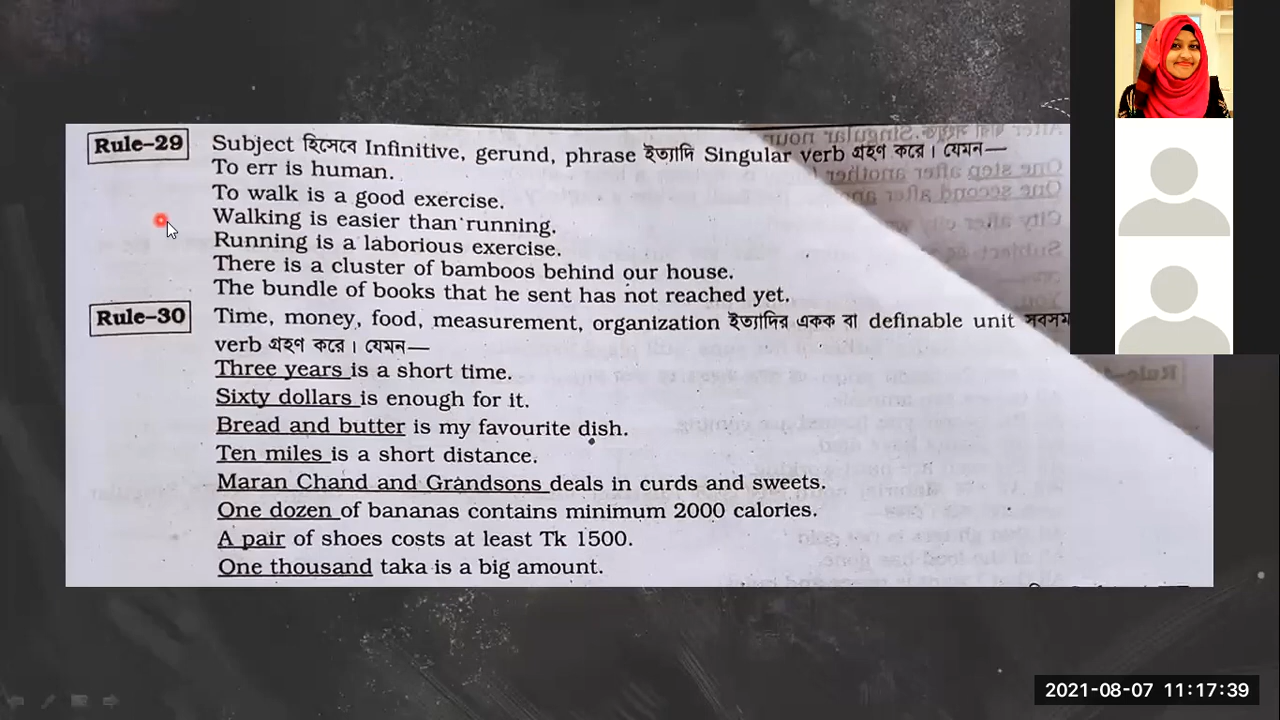 Rule–29 Subject হিসেবে Infinitive, gerund, phrase ইত্যাদি Singular verb গ্রহণ করে। যেমন—
To err is human.
To walk is a good exercise.
Walking is easier than running.
Running is a laborious exercise.
There is a cluster of bamboos behind our house.
The bundle of books that he sent has not reached yet.
Rule–30 Time, money, food, measurement, organization ইত্যাদির একক বা definable unit
verb গ্রহণ করে। যেমন—
Three years is a short time.
Sixty dollars is enough for it.
Bread and butter is my favourite dish.
Ten miles is a short distance.
Maran Chand and Grandsons deals in curds and sweets.
One dozen of bananas contains minimum 2000 calories.
A pair of shoes costs at least Tk 1500.
One thousand taka is a big amount.
2021-08-07 11:17:39